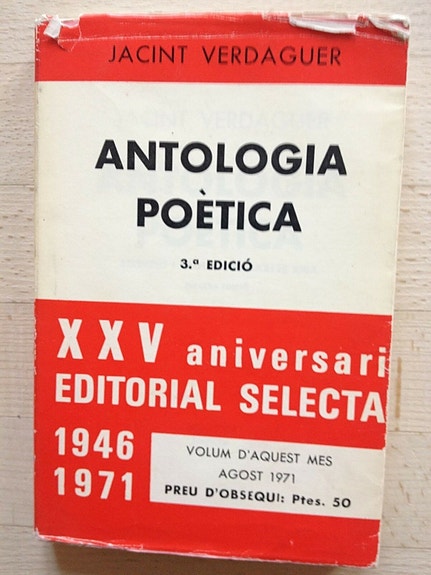 JACINT VERDAGUER
ANTOLOGIA
POÈTICA
3.ª EDICIÓ
XXV aniversari
EDITORIAL SELECTA
1946
1971
VOLUM D'AQUEST MES
AGOST 1971
PREU D'OBSEQUI: Ptes. 50